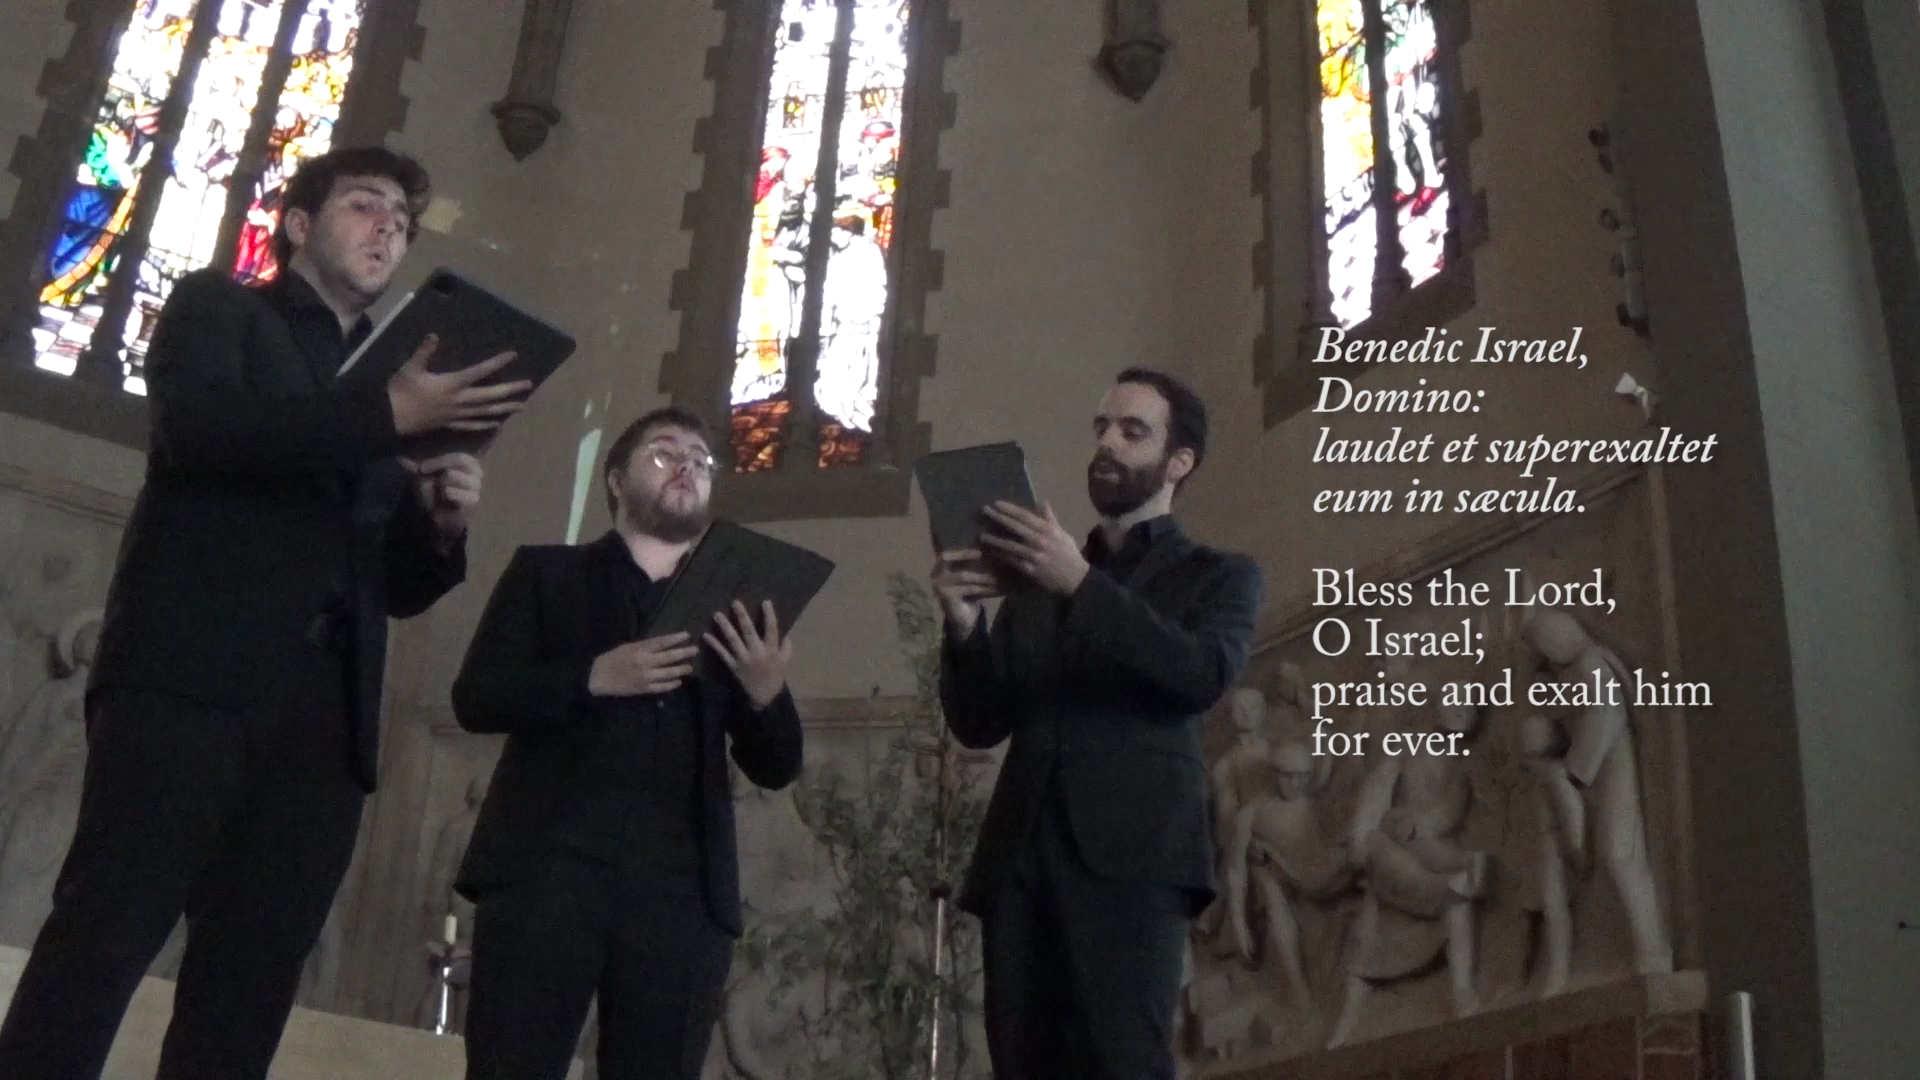 Benedic Israel,
Domino:
laudet et superexaltet
eum in sæcula.
Bless the Lord,
O Israel;
praise and exalt him
for ever.